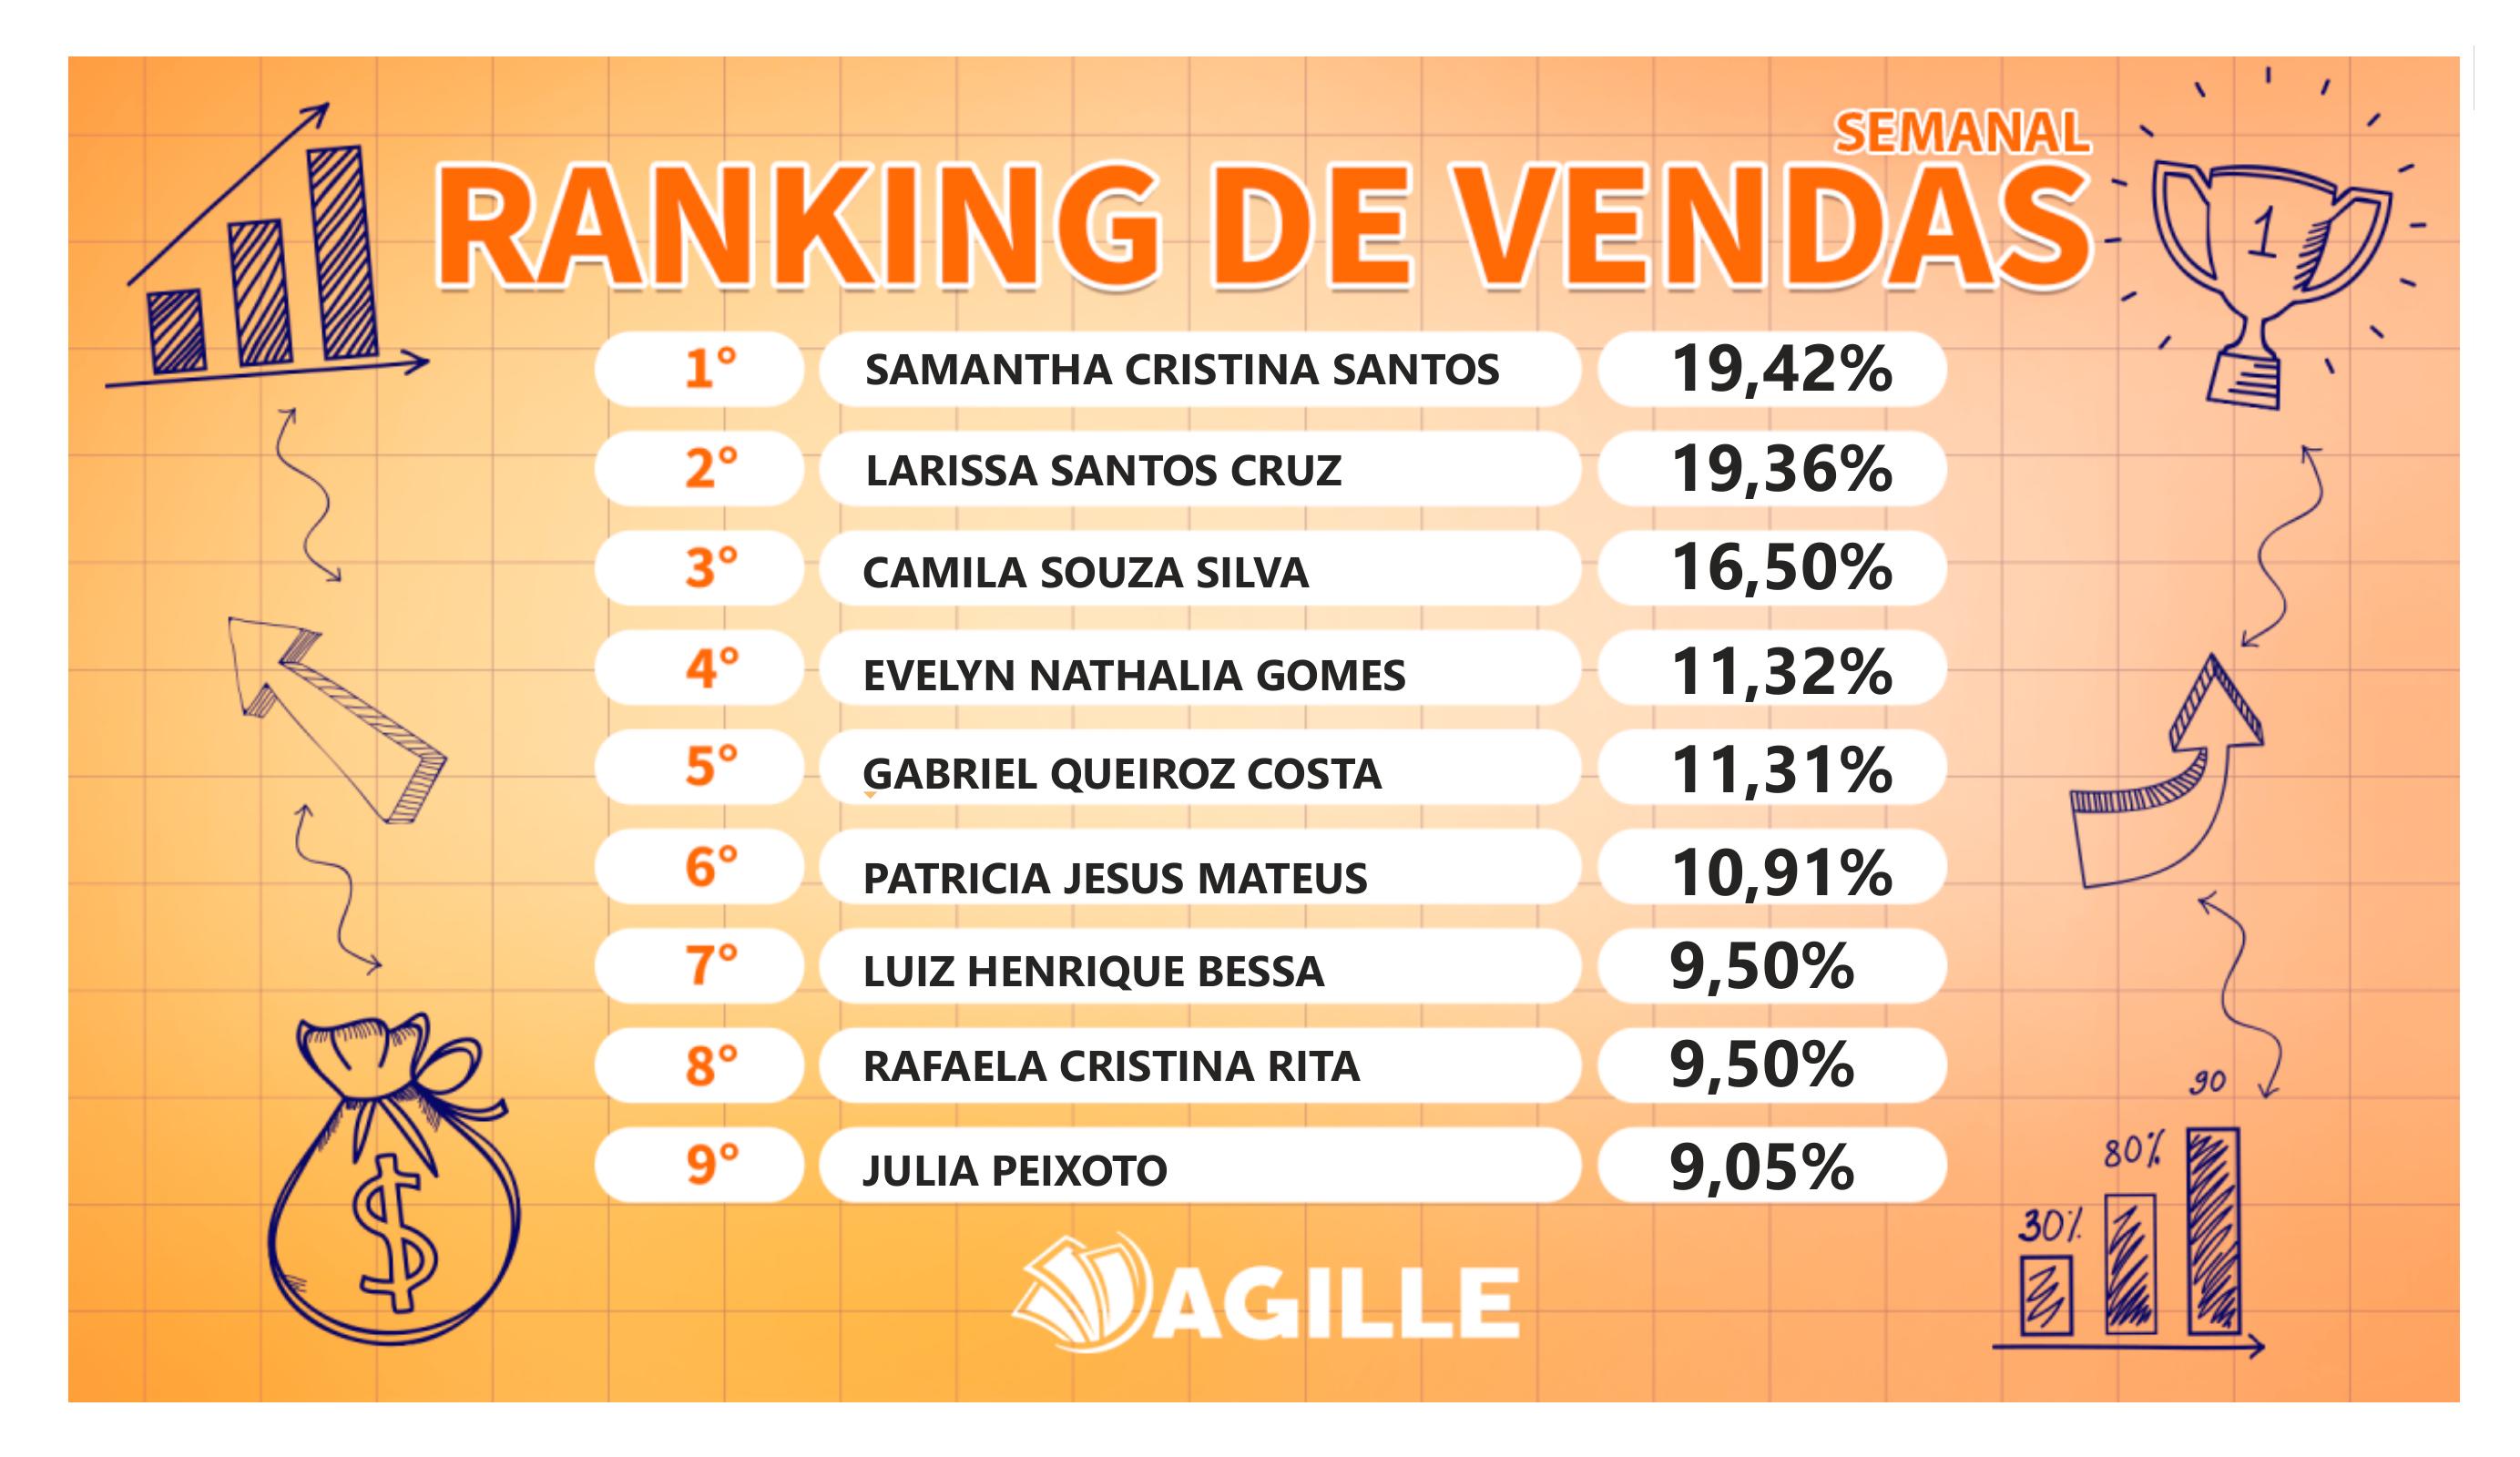 SEMANAL
RANKING DE VENDAS
1
1° SAMANTHA CRISTINA SANTOS 19,42%
2° LARISSA SANTOS CRUZ 19,36%
3° CAMILA SOUZA SILVA 16,50%
4° EVELYN NATHALIA GOMES 11,32%
5° GABRIEL QUEIROZ COSTA 11,31%
6° PATRICIA JESUS MATEUS 10,91%
7° LUIZ HENRIQUE BESSA 9,50%
8° RAFAELA CRISTINA RITA 9,50%
9° JULIA PEIXOTO 9,05%
$
30%
80%
90
AGILLE